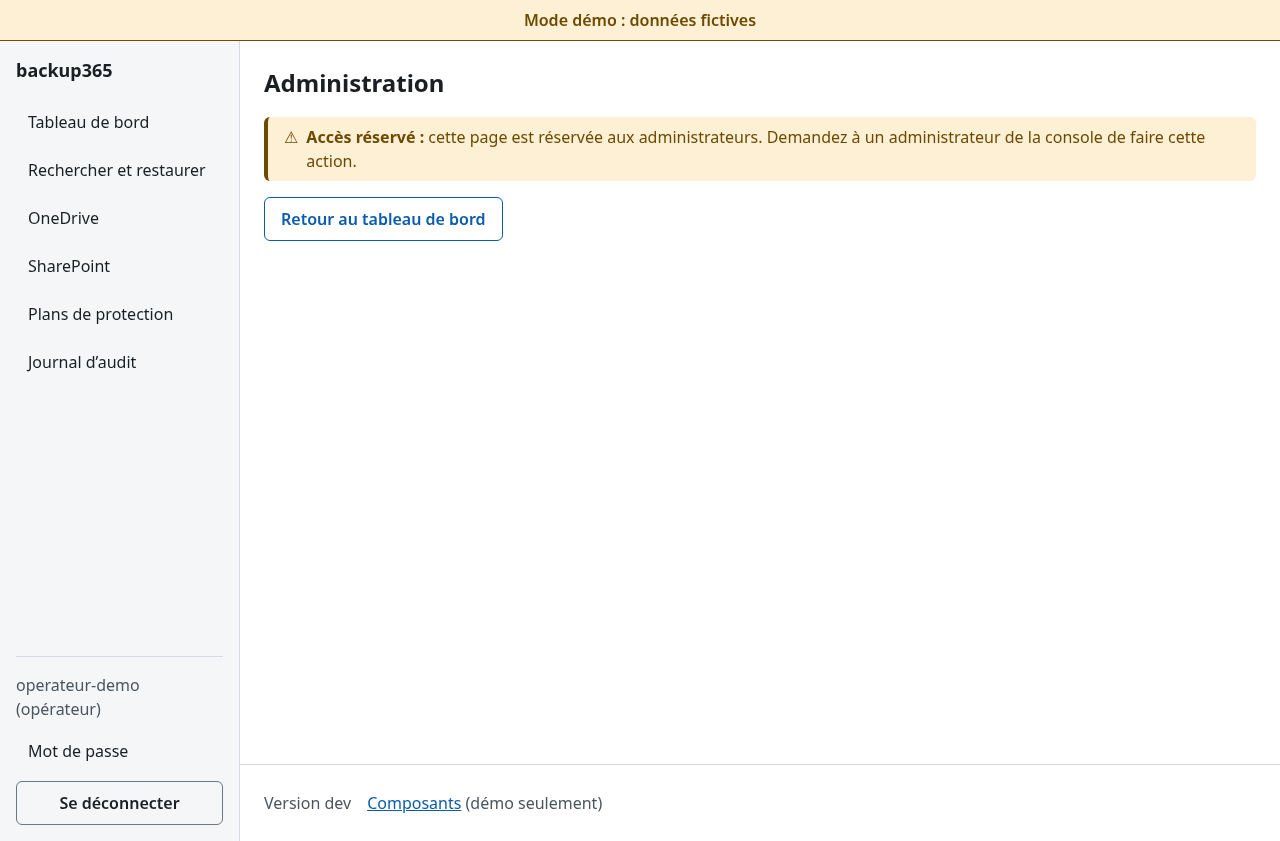 Mode démo : données fictives
backup365
Tableau de bord
Rechercher et restaurer
OneDrive
SharePoint
Plans de protection
Journal d’audit
operateur-demo
(opérateur)
Mot de passe
Se déconnecter
Administration
⚠ Accès réservé : cette page est réservée aux administrateurs. Demandez à un administrateur de la console de faire cette
action.
Retour au tableau de bord
Version dev Composants (démo seulement)